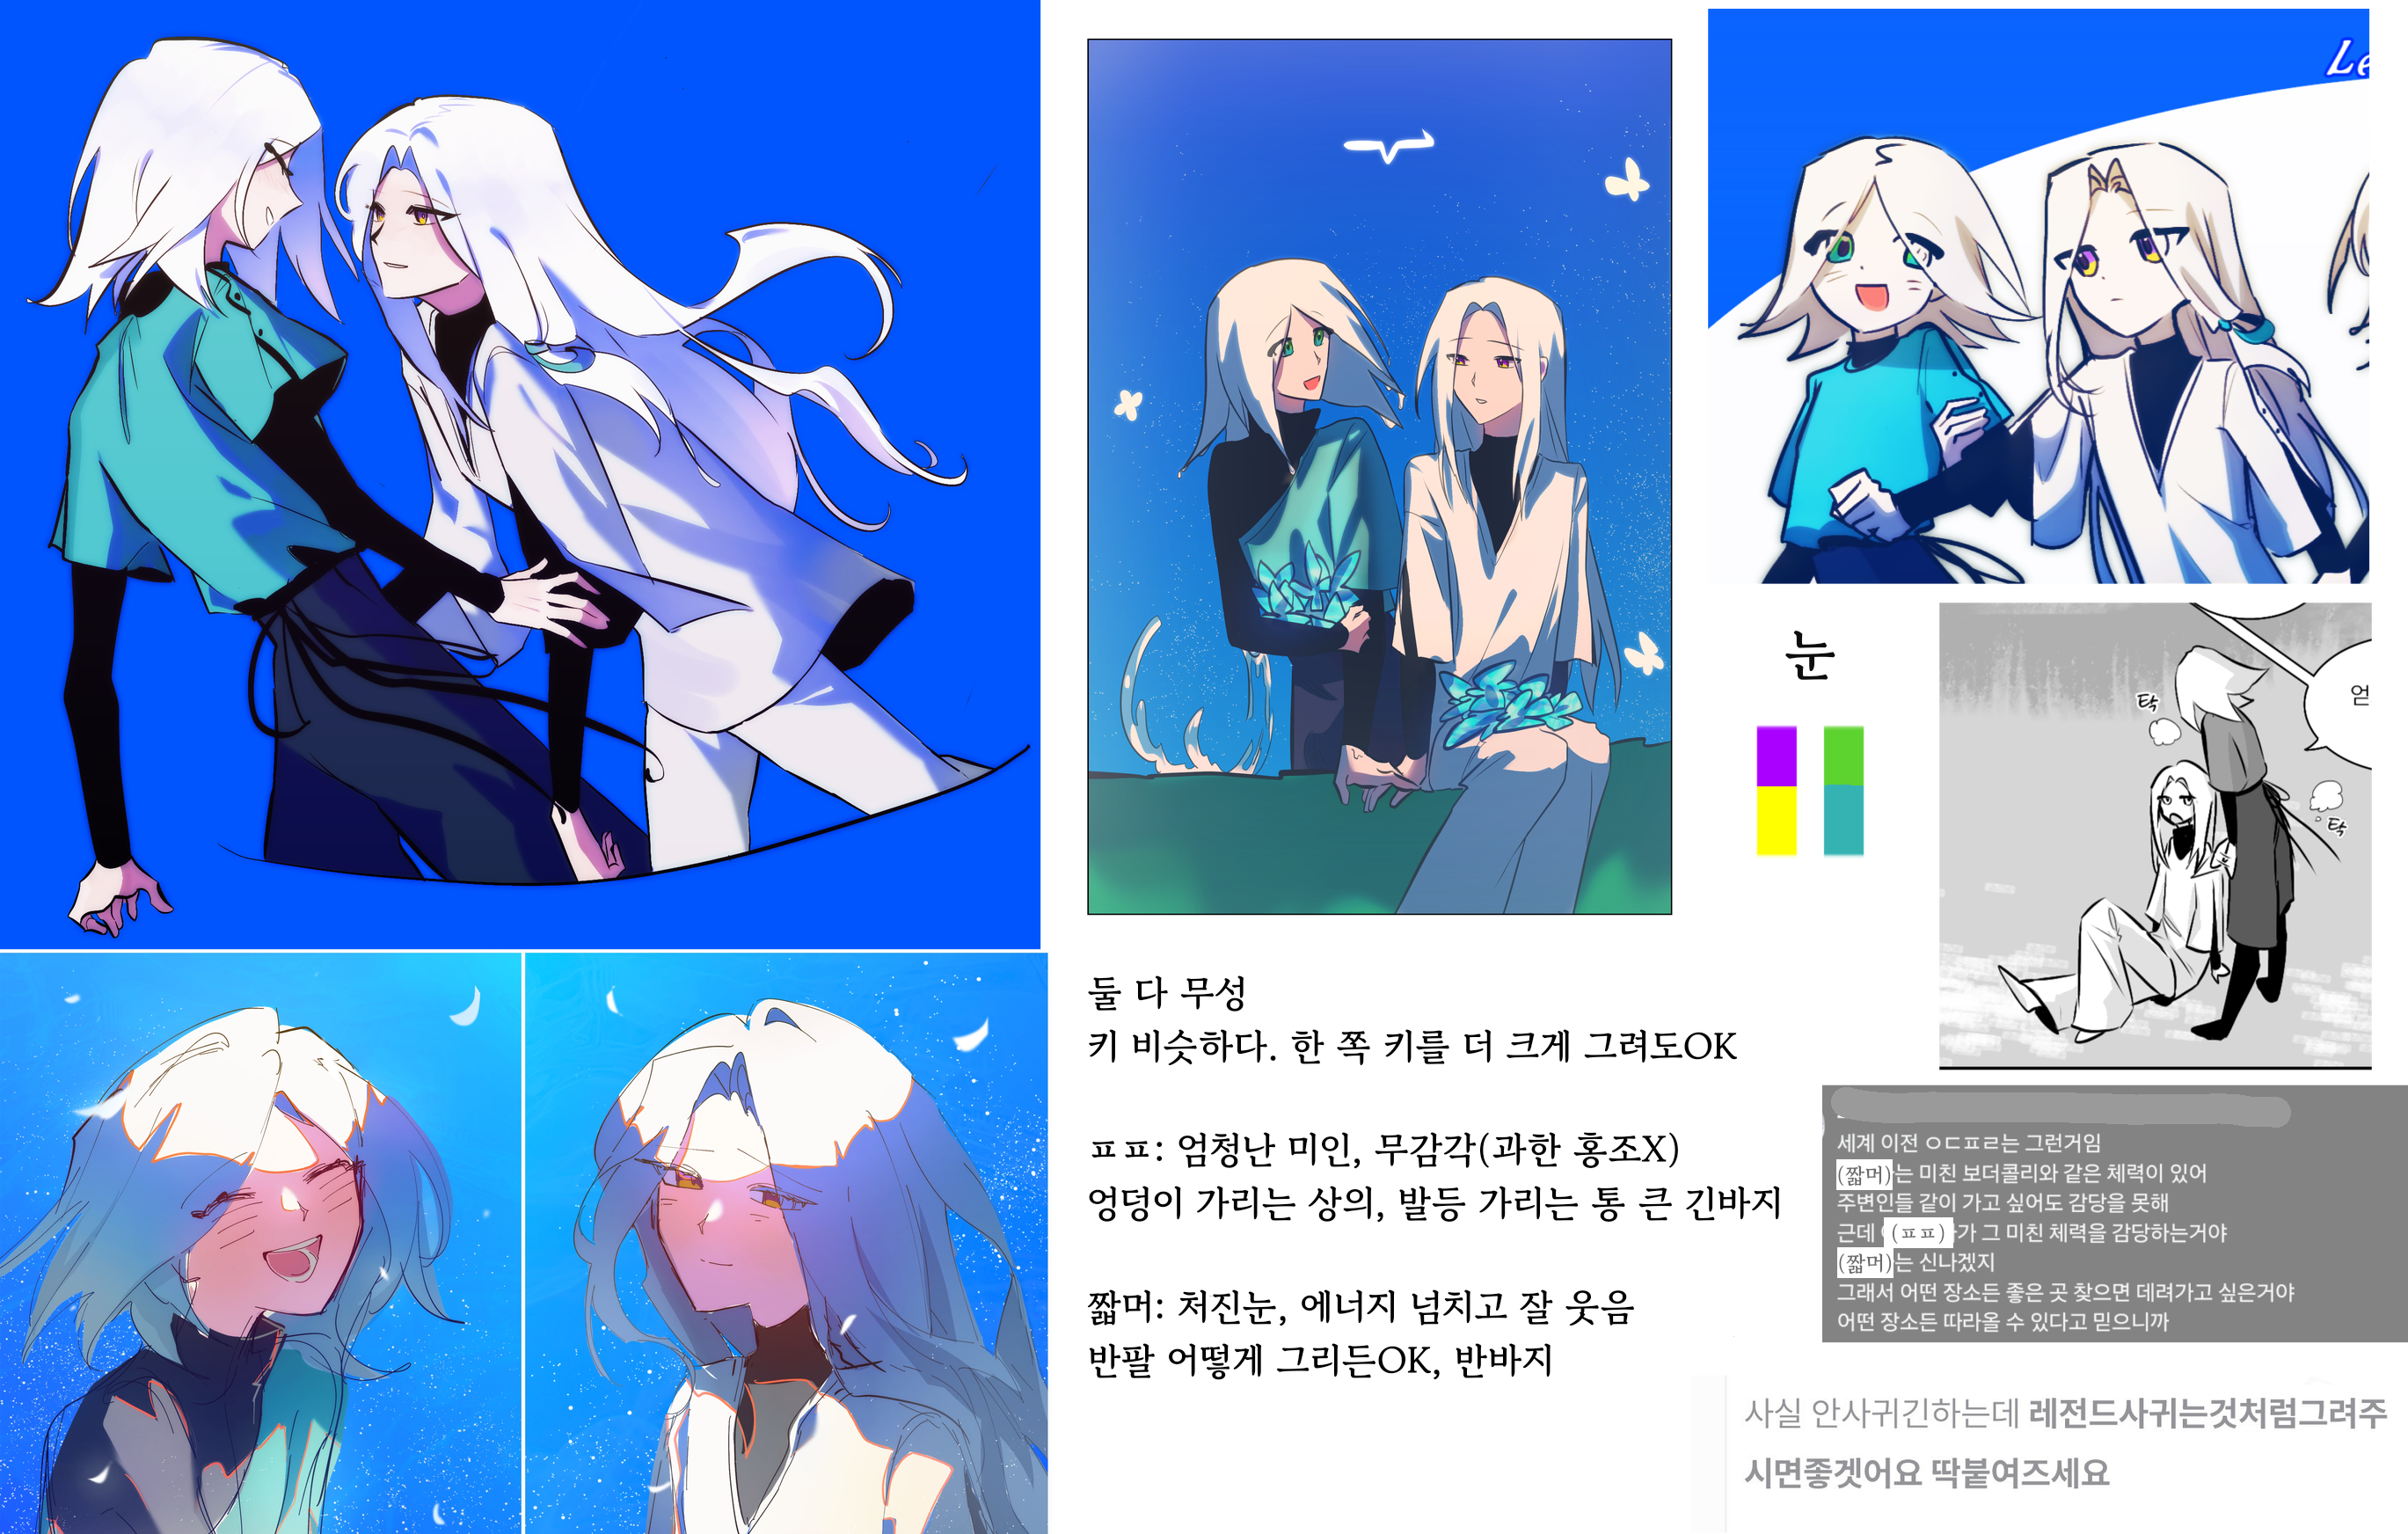 Le
눈
탁
얻
탁
둘 다 무성
키 비슷하다. 한 쪽 키를 더 크게 그려도OK
ㅍㅍ: 엄청난 미인, 무감각(과한 홍조X)
엉덩이 가리는 상의, 발등 가리는 통 큰 긴바지
짧머: 처진눈, 에너지 넘치고 잘 웃음
반팔 어떻게 그리든OK, 반바지
세계 이전 ㅇㄷㅍㄹ는 그런거임
(짧머)는 미친 보더콜리와 같은 체력이 있어
주변인들 같이 가고 싶어도 감당을 못해
근데 (ㅍㅍ)가 그 미친 체력을 감당하는거야
(짧머)는 신나겠지
그래서 어떤 장소든 좋은 곳 찾으면 데려가고 싶은거야
어떤 장소든 따라올 수 있다고 믿으니까
사실 안사귀긴하는데 레전드사귀는것처럼그려주
시면좋겟어요 딱붙여즈세요